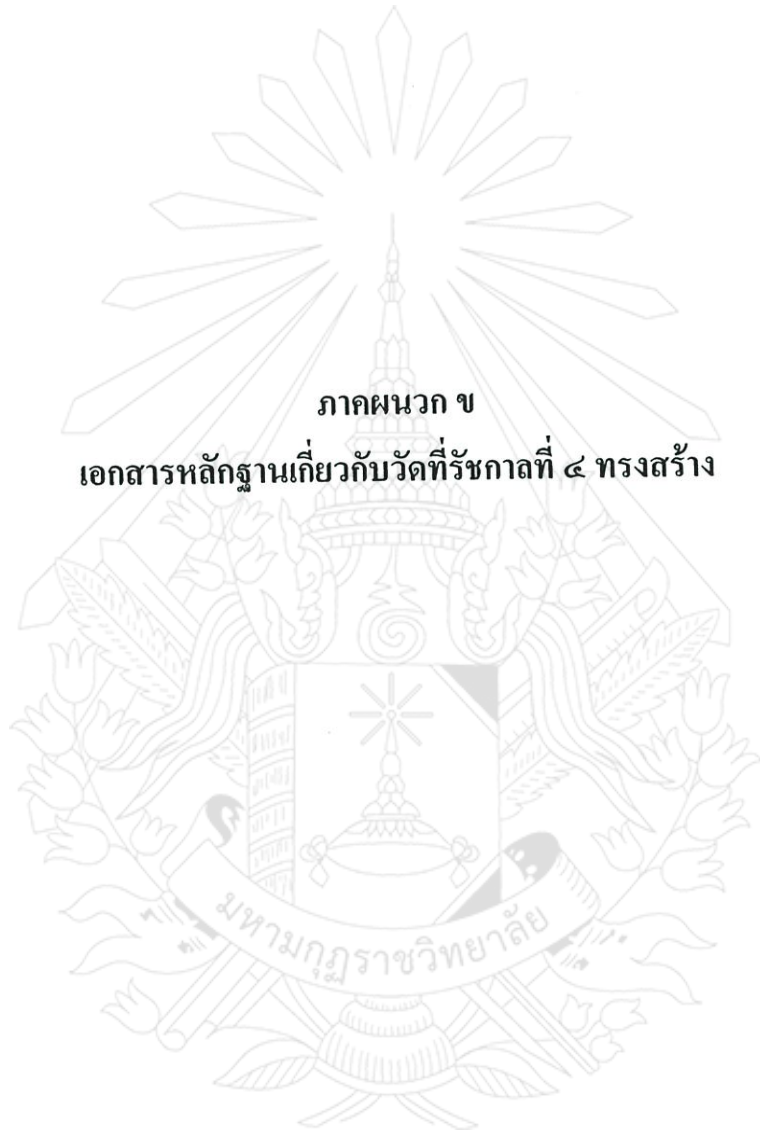 ภาคผนวก ข
เอกสารหลักฐานเกี่ยวกับวัดที่รัชกาลที่ ๔ ทรงสร้าง
มหามกุฏราชวิทยาลัย